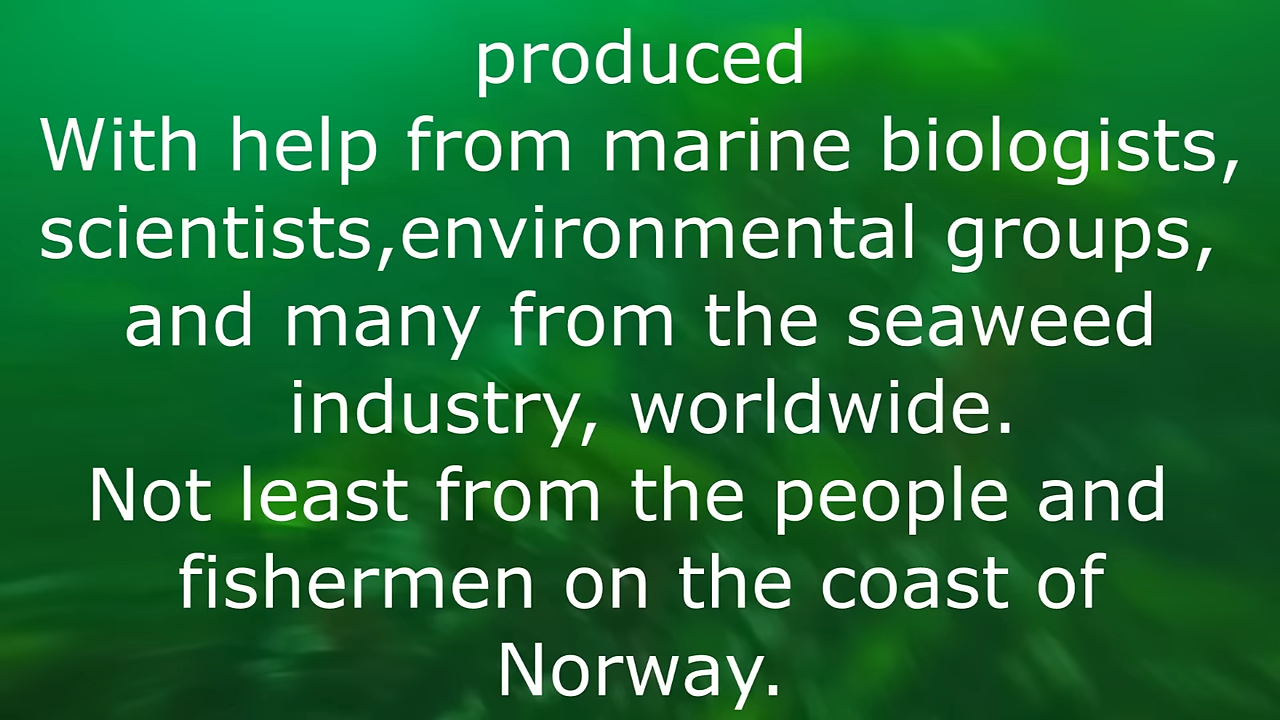 produced
With help from marine biologists,
scientists,environmental groups,
and many from the seaweed
industry, worldwide.
Not least from the people and
fishermen on the coast of
Norway.